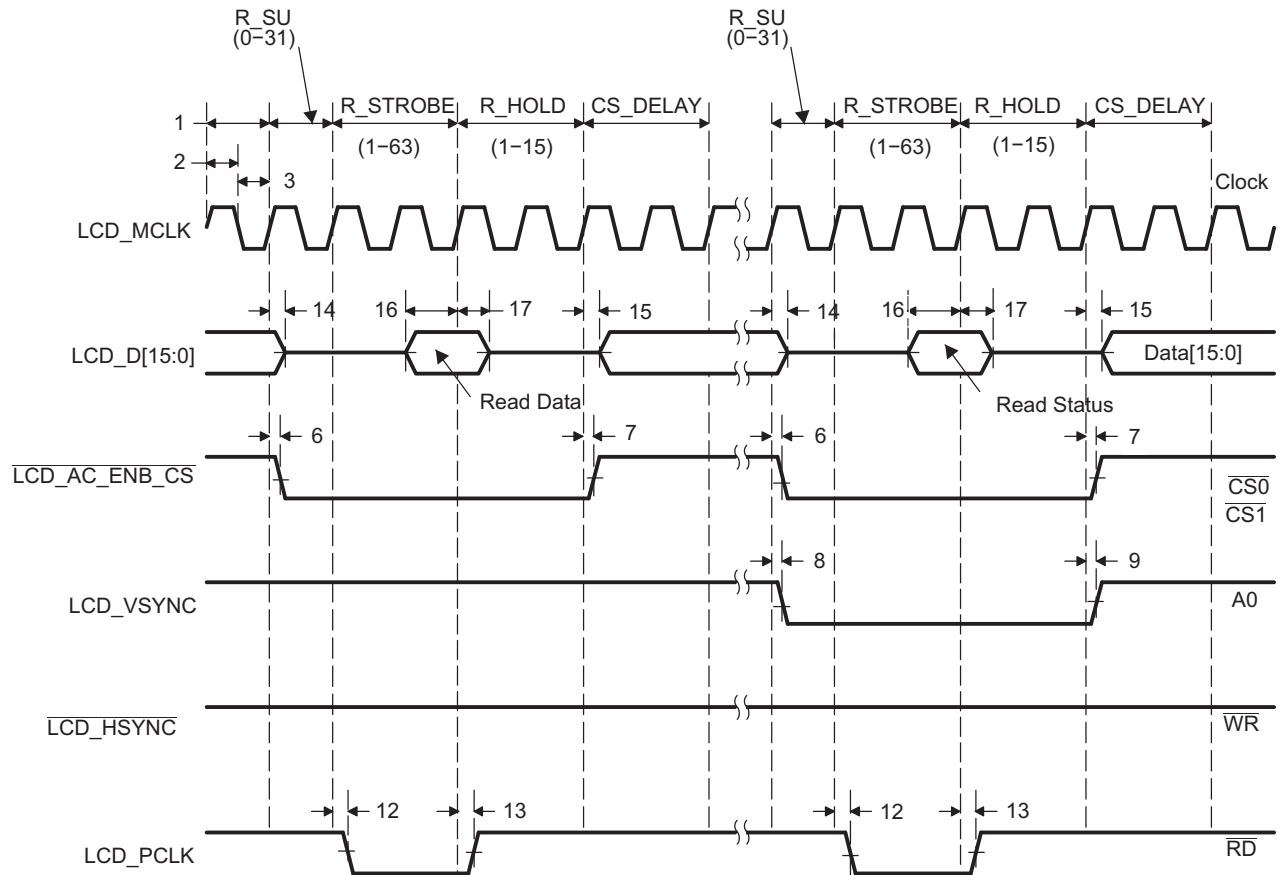 R_SU
(0−31)
R_SU
(0−31)
1
R_STROBE
R_HOLD
CS_DELAY
R_STROBE
R_HOLD
CS_DELAY
(1−63)
(1−15)
(1−63)
(1−15)
2
3
Clock
LCD_MCLK
14
16
17
15
14
16
17
15
LCD_D[15:0]
Data[15:0]
Read Data
Read Status
6
7
6
7
LCD_AC_ENB_CS
CS0
CS1
8
9
LCD_VSYNC
A0
LCD_HSYNC
WR
12
13
12
13
LCD_PCLK
RD